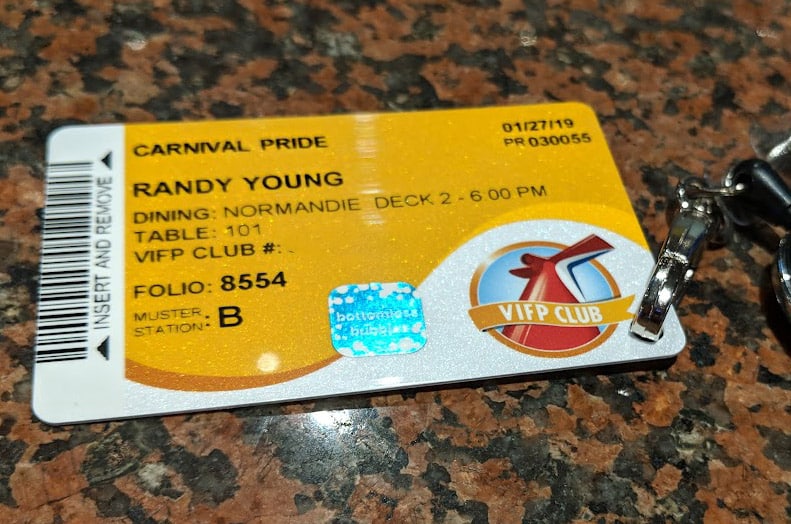 CARNIVAL PRIDE
01/27/19
PR 030055
RANDY YOUNG
DINING: NORMANDIE DECK 2 - 6:00 PM
TABLE: 101
VIFP CLUB #:
FOLIO: 8554
MUSTER
STATION: B
INSERT AND REMOVE
bottomless
bubbles
VIFP CLUB